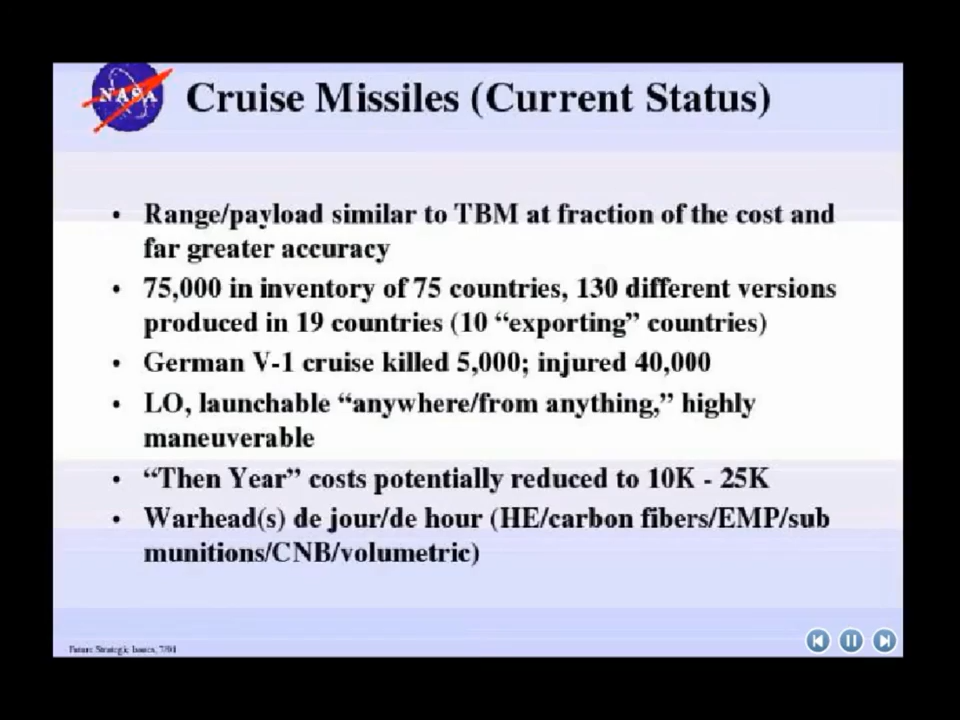 NASA
Cruise Missiles (Current Status)
• Range/payload similar to TBM at fraction of the cost and
far greater accuracy
• 75,000 in inventory of 75 countries, 130 different versions
produced in 19 countries (10 “exporting” countries)
• German V-1 cruise killed 5,000; injured 40,000
• LO, launchable “anywhere/from anything,” highly
maneuverable
• “Then Year” costs potentially reduced to 10K - 25K
• Warhead(s) de jour/de hour (HE/carbon fibers/EMP/sub
munitions/CNB/volumetric)
Future Strategic Issues, 7/01